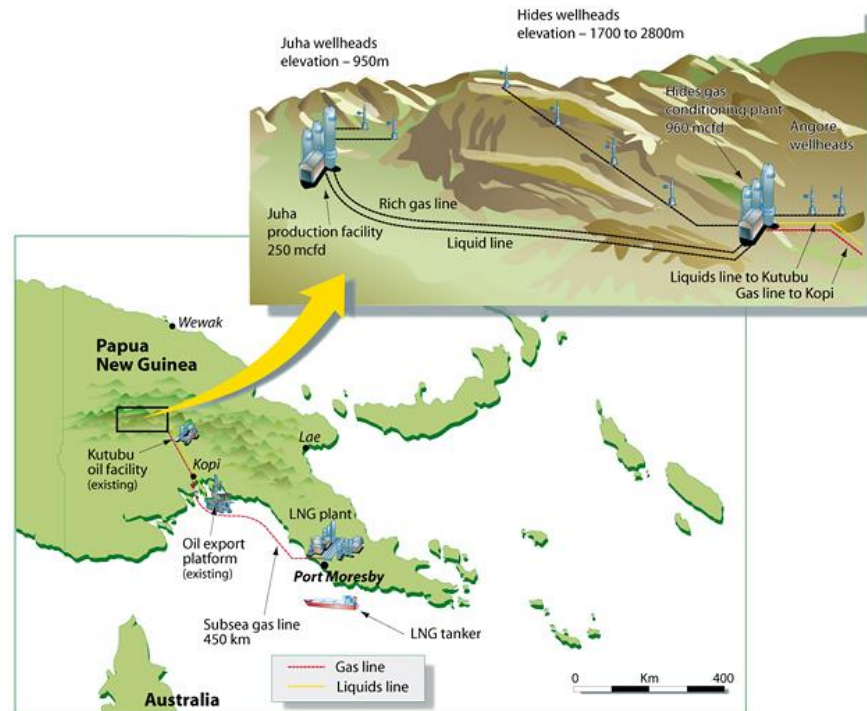 Juha wellheads
elevation – 950m
Hides wellheads
elevation – 1700 to 2800m
Hides gas
conditioning plant
960 mcfd
Angore
wellheads
Rich gas line
Liquid line
Juha
production facility
250 mcfd
Liquids line to Kutubu
Gas line to Kopi
Wewak
Papua
New Guinea
Lae
Kutubu
oil facility
(existing)
Kopi
LNG plant
Oil export
platform
(existing)
Port Moresby
Subsea gas line
450 km
LNG tanker
Gas line
Liquids line
0 Km 400
Australia